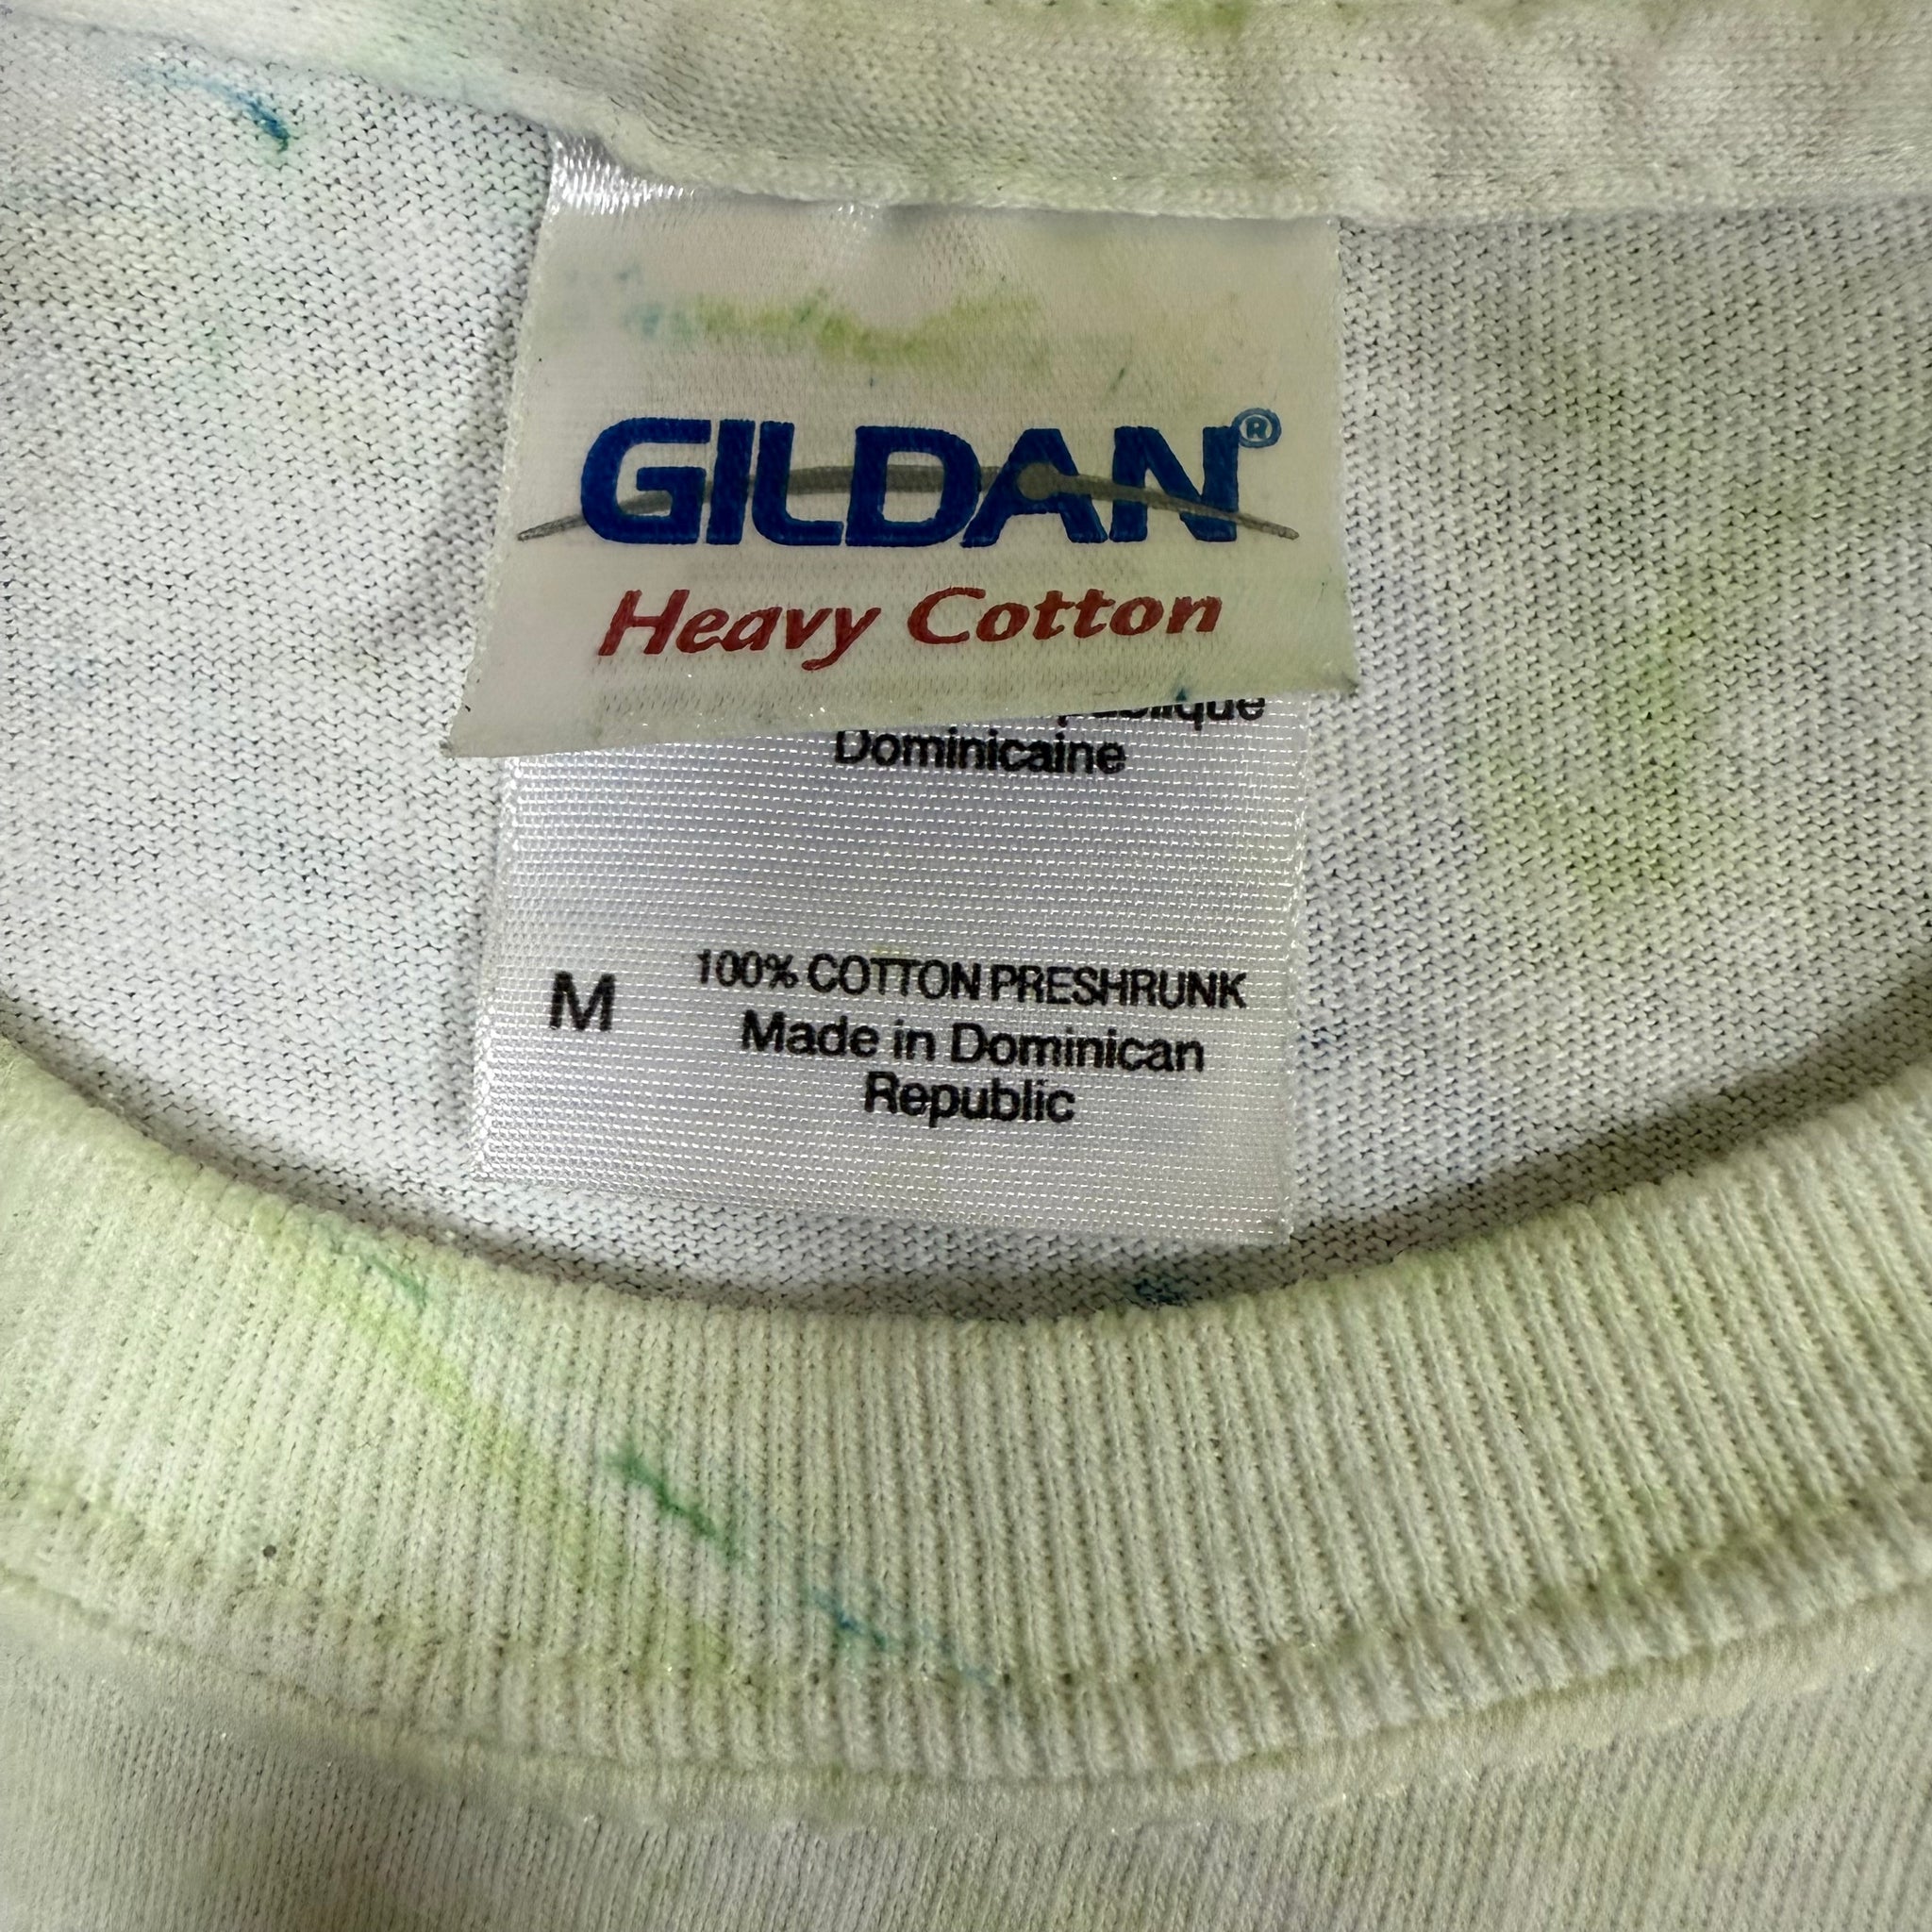 GILDAN®
Heavy Cotton
Dominicaine
M
100% COTTON PRESHRUNK
Made in Dominican
Republic